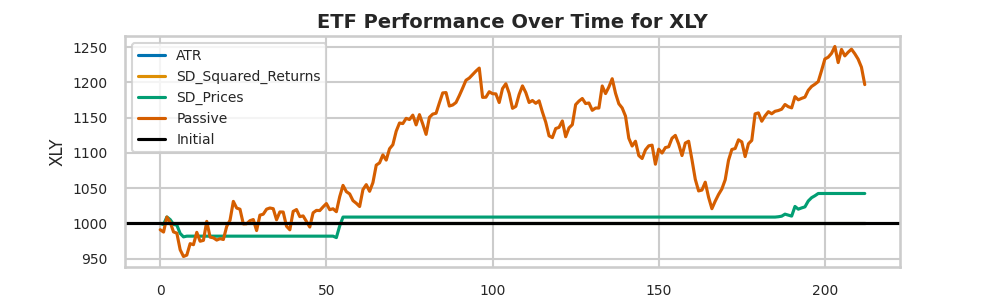 ETF Performance Over Time for XLY
1250
1200
1150
1100
1050
1000
950
XLY
ATR
SD_Squared_Returns
SD_Prices
Passive
Initial
0 50 100 150 200